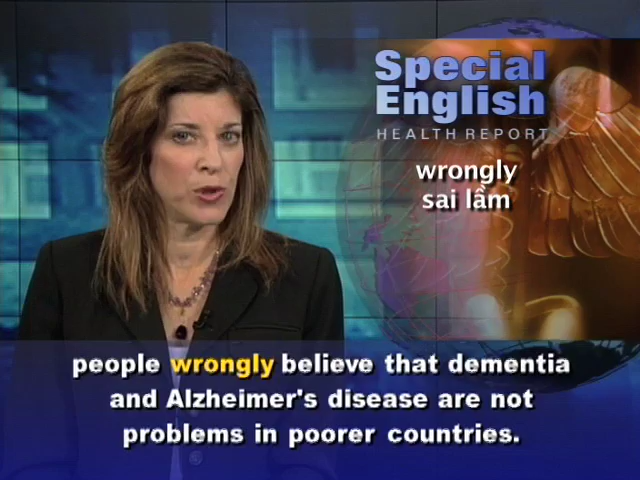 Special
English
HEALTH REPORT
wrongly
sai lầm
people wrongly believe that dementia
and Alzheimer's disease are not
problems in poorer countries.